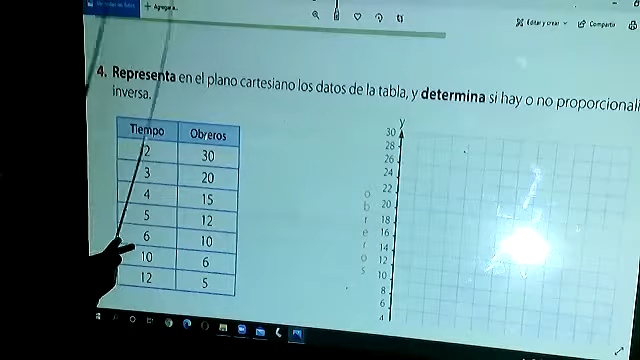 Agregar a...
Editar y crear
Compartir
4. Representa en el plano cartesiano los datos de la tabla, y determina si hay o no proporcionali
inversa.
Tiempo Obreros
2 30
3 20
4 15
5 12
6 10
10 6
12 5
y
30
28
26
24
22
20
18
16
14
12
10
8
6
4
obreros